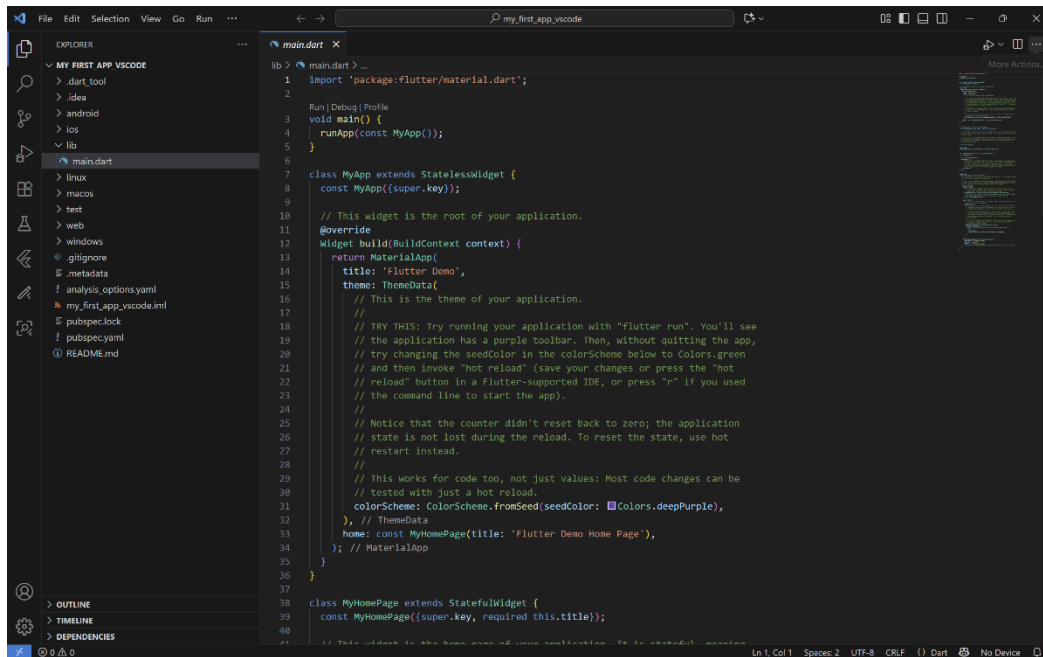 File Edit Selection View Go Run ···
my_first_app_vscode
EXPLORER ···
MY FIRST APP VSCODE
.dart_tool
.idea
android
ios
lib
main.dart
linux
macos
test
web
windows
.gitignore
.metadata
analysis_options.yaml
my_first_app_vscode.iml
pubspec.lock
pubspec.yaml
README.md
OUTLINE
TIMELINE
DEPENDENCIES
main.dart
lib > main.dart > ...
More Actions...
1 import 'package:flutter/material.dart';
2
Run | Debug | Profile
3 void main() {
4 runApp(const MyApp());
5 }
6
7 class MyApp extends StatelessWidget {
8 const MyApp({super.key});
9
10 // This widget is the root of your application.
11 @override
12 Widget build(BuildContext context) {
13 return MaterialApp(
14 title: 'Flutter Demo',
15 theme: ThemeData(
16 // This is the theme of your application.
17 //
18 // TRY THIS: Try running your application with "flutter run". You'll see
19 // the application has a purple toolbar. Then, without quitting the app,
20 // try changing the seedColor in the colorScheme below to Colors.green
21 // and then invoke "hot reload" (save your changes or press the "hot
22 // reload" button in a Flutter-supported IDE, or press "r" if you used
23 // the command line to start the app).
24 //
25 // Notice that the counter didn't reset back to zero; the application
26 // state is not lost during the reload. To reset the state, use hot
27 // restart instead.
28 //
29 // This works for code too, not just values: Most code changes can be
30 // tested with just a hot reload.
31 colorScheme: ColorScheme.fromSeed(seedColor: Colors.deepPurple),
32 ), // ThemeData
33 home: const MyHomePage(title: 'Flutter Demo Home Page'),
34 ); // MaterialApp
35 }
36 }
37
38 class MyHomePage extends StatefulWidget {
39 const MyHomePage({super.key, required this.title});
40
41 // This widget is the home page of your application. It is stateful, meaning
0 0
Ln 1, Col 1 Spaces: 2 UTF-8 CRLF {} Dart No Device